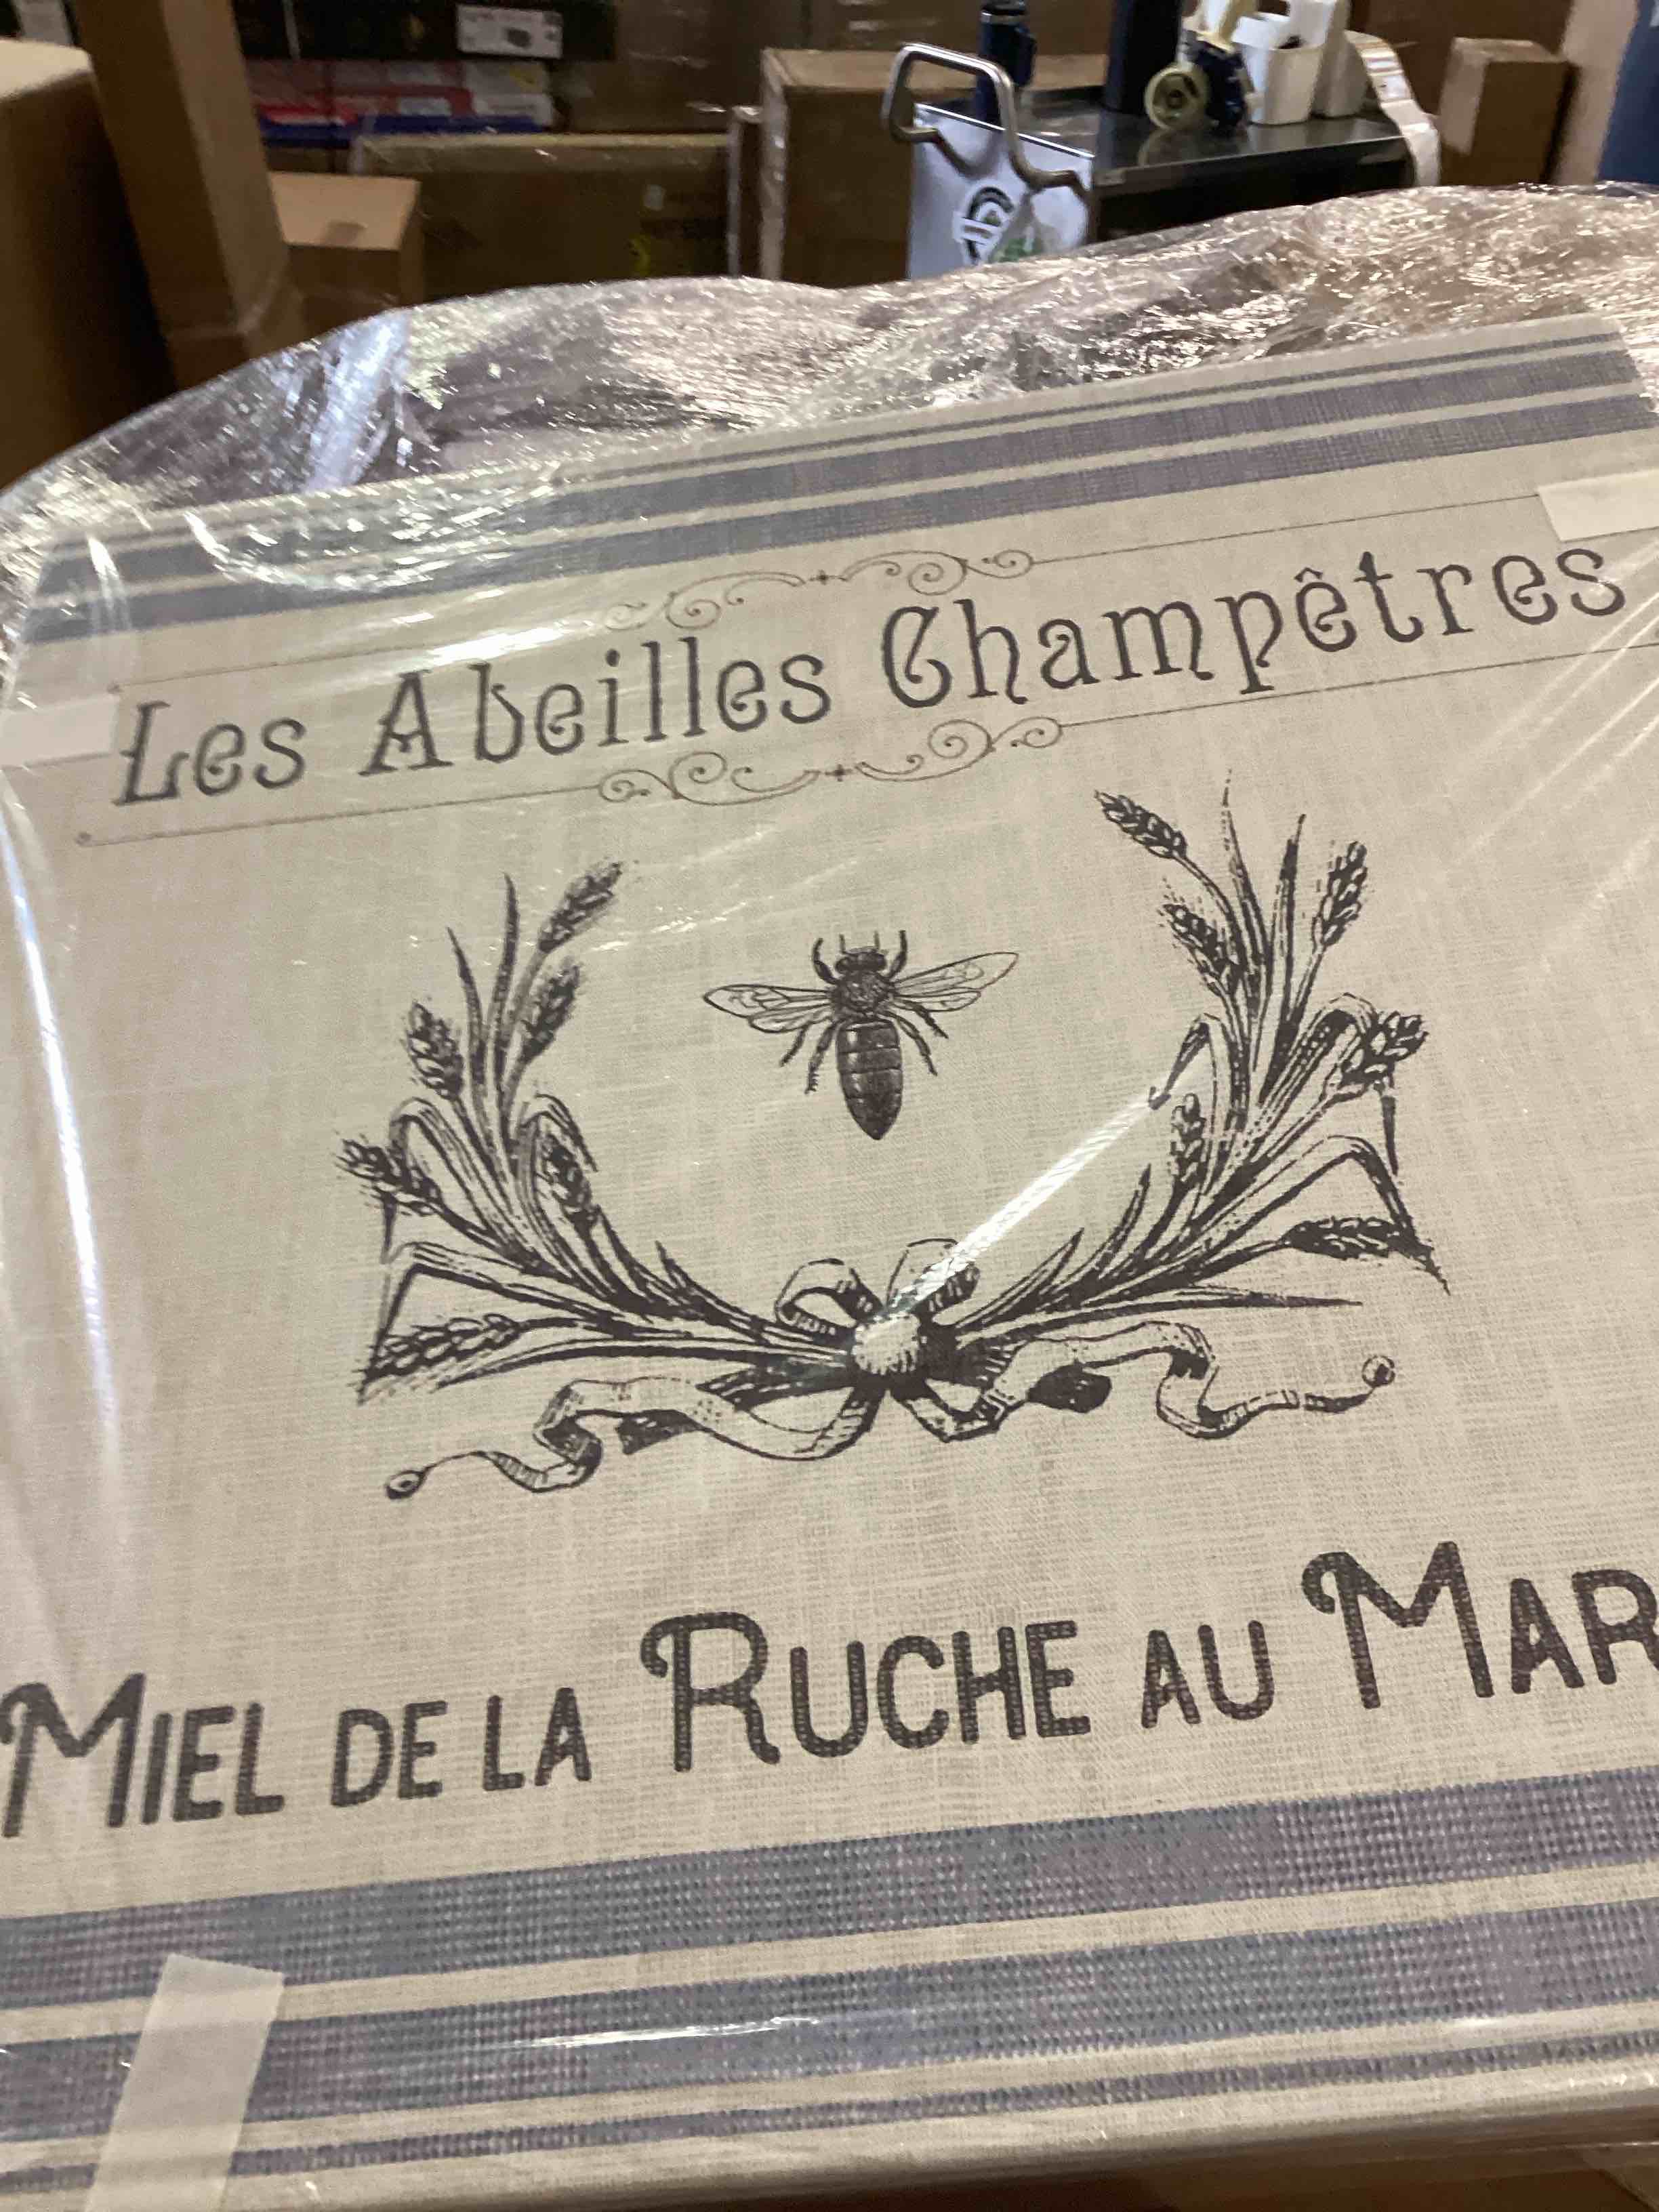 Les Abeilles Champêtres
MIEL DE LA RUCHE AU MAR